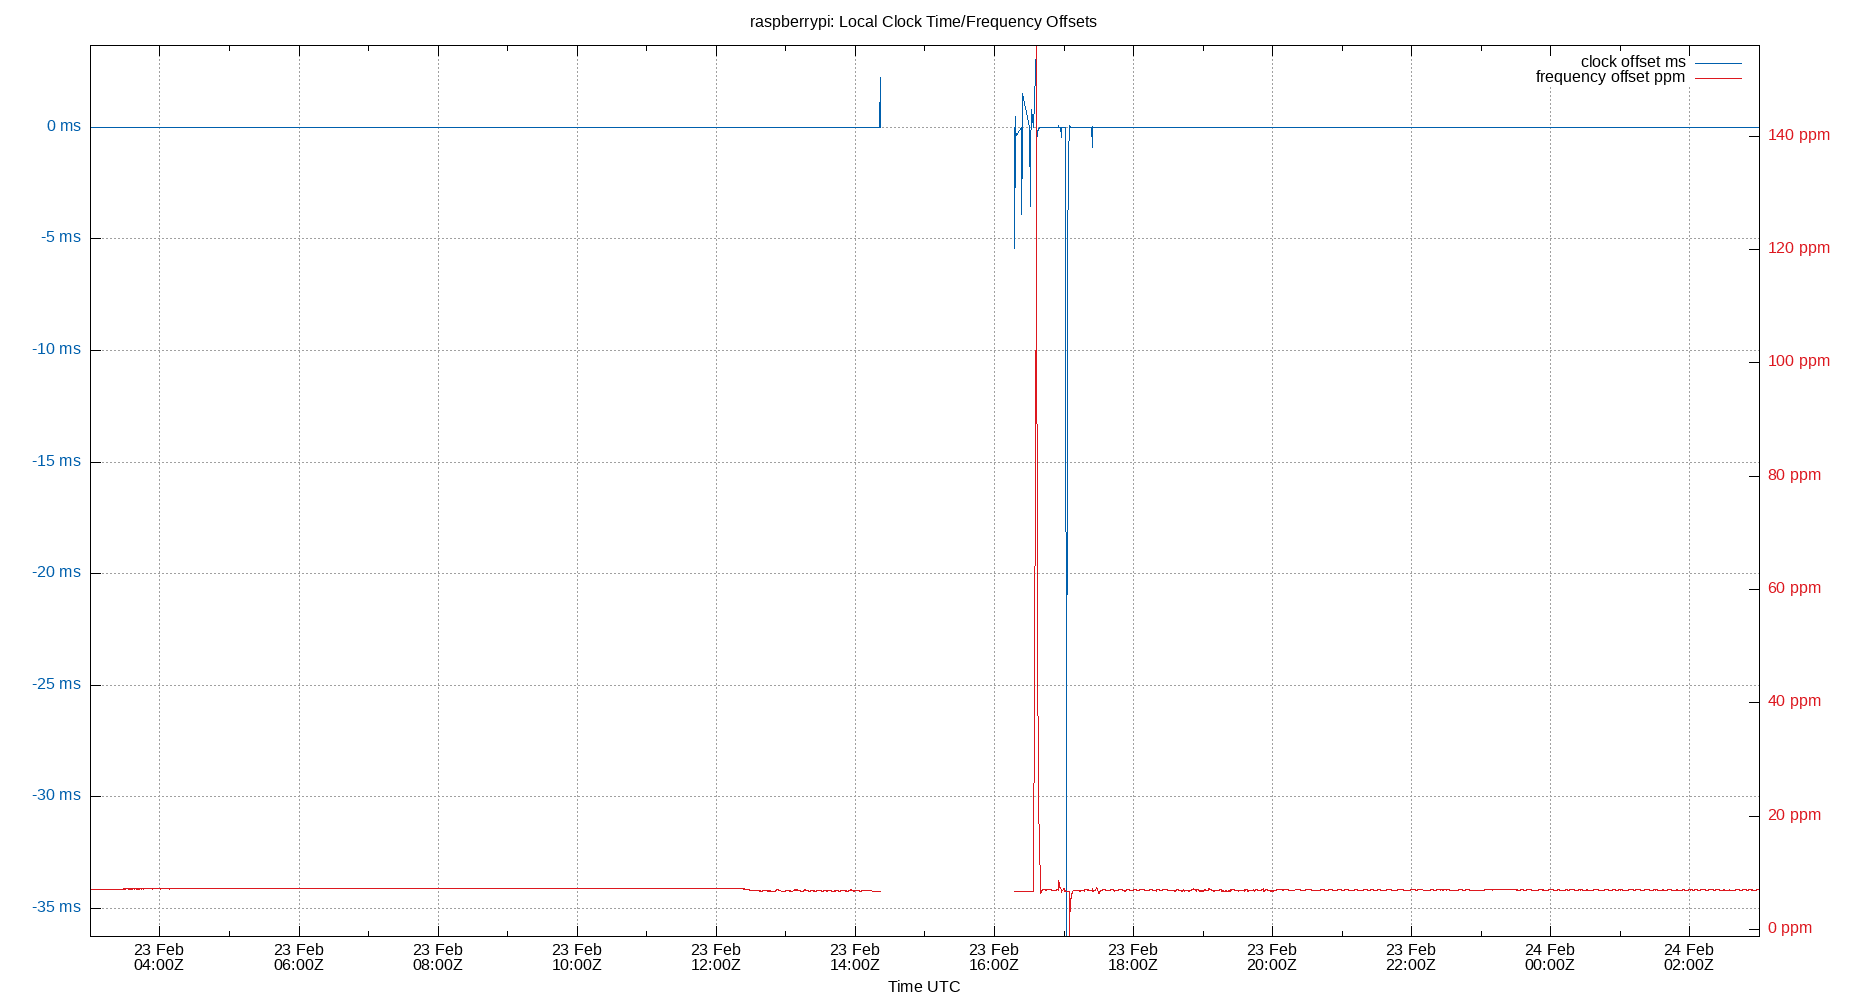 raspberrypi: Local Clock Time/Frequency Offsets
clock offset ms
frequency offset ppm
0 ms
-5 ms
-10 ms
-15 ms
-20 ms
-25 ms
-30 ms
-35 ms
140 ppm
120 ppm
100 ppm
80 ppm
60 ppm
40 ppm
20 ppm
0 ppm
23 Feb
04:00Z
23 Feb
06:00Z
23 Feb
08:00Z
23 Feb
10:00Z
23 Feb
12:00Z
23 Feb
14:00Z
23 Feb
16:00Z
23 Feb
18:00Z
23 Feb
20:00Z
23 Feb
22:00Z
24 Feb
00:00Z
24 Feb
02:00Z
Time UTC